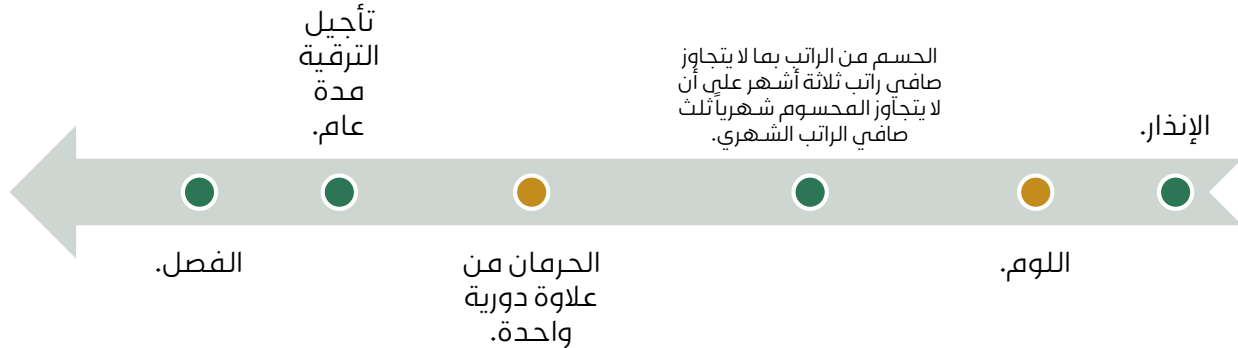 الإنذار.
اللوم.
الحسم من الراتب بما لا يتجاوز
صافي راتب ثلاثة أشهر على أن
لا يتجاوز المحسوم شهرياً ثلث
صافي الراتب الشهري.
الحرمان من
علاوة دورية
واحدة.
تأجيل
الترقية
مدة
عام.
الفصل.